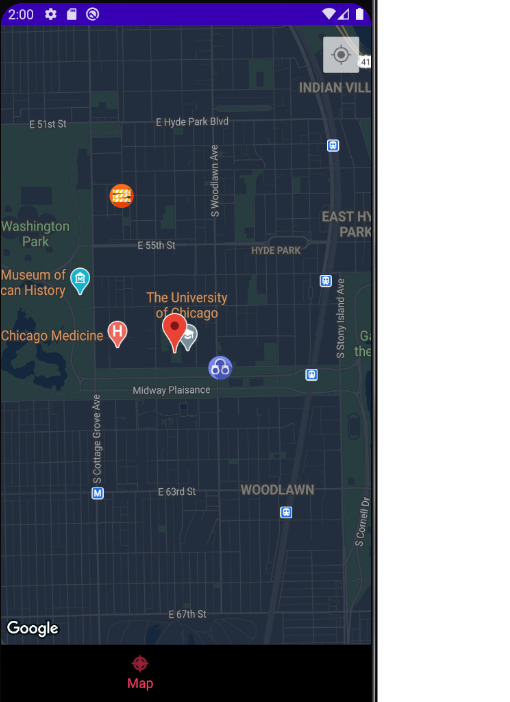 2:00
41
INDIAN VILL
E 51st St
E Hyde Park Blvd
S Woodlawn Ave
Washington
Park
EAST HY
PARK
E 55th St
HYDE PARK
Museum of
can History
The University
of Chicago
S Stony Island Ave
Chicago Medicine
H
Ga
the
Midway Plaisance
S Cottage Grove Ave
M
E 63rd St
WOODLAWN
S Cornell Dr
E 67th St
Google
Map